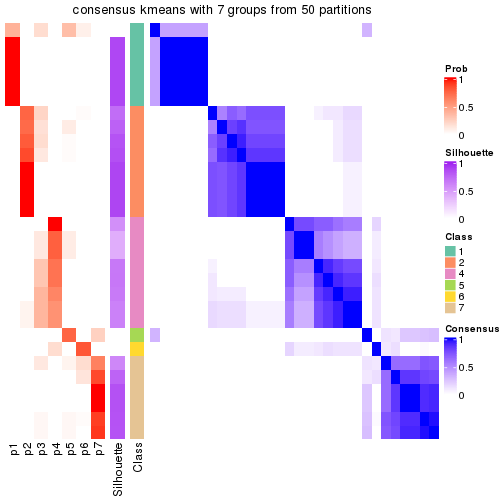 consensus kmeans with 7 groups from 50 partitions
Prob
1
0.5
0
Silhouette
1
0.5
0
Class
1
2
4
5
6
7
Consensus
1
0.5
0
p1
p2
p3
p4
p5
p6
p7
Silhouette
Class